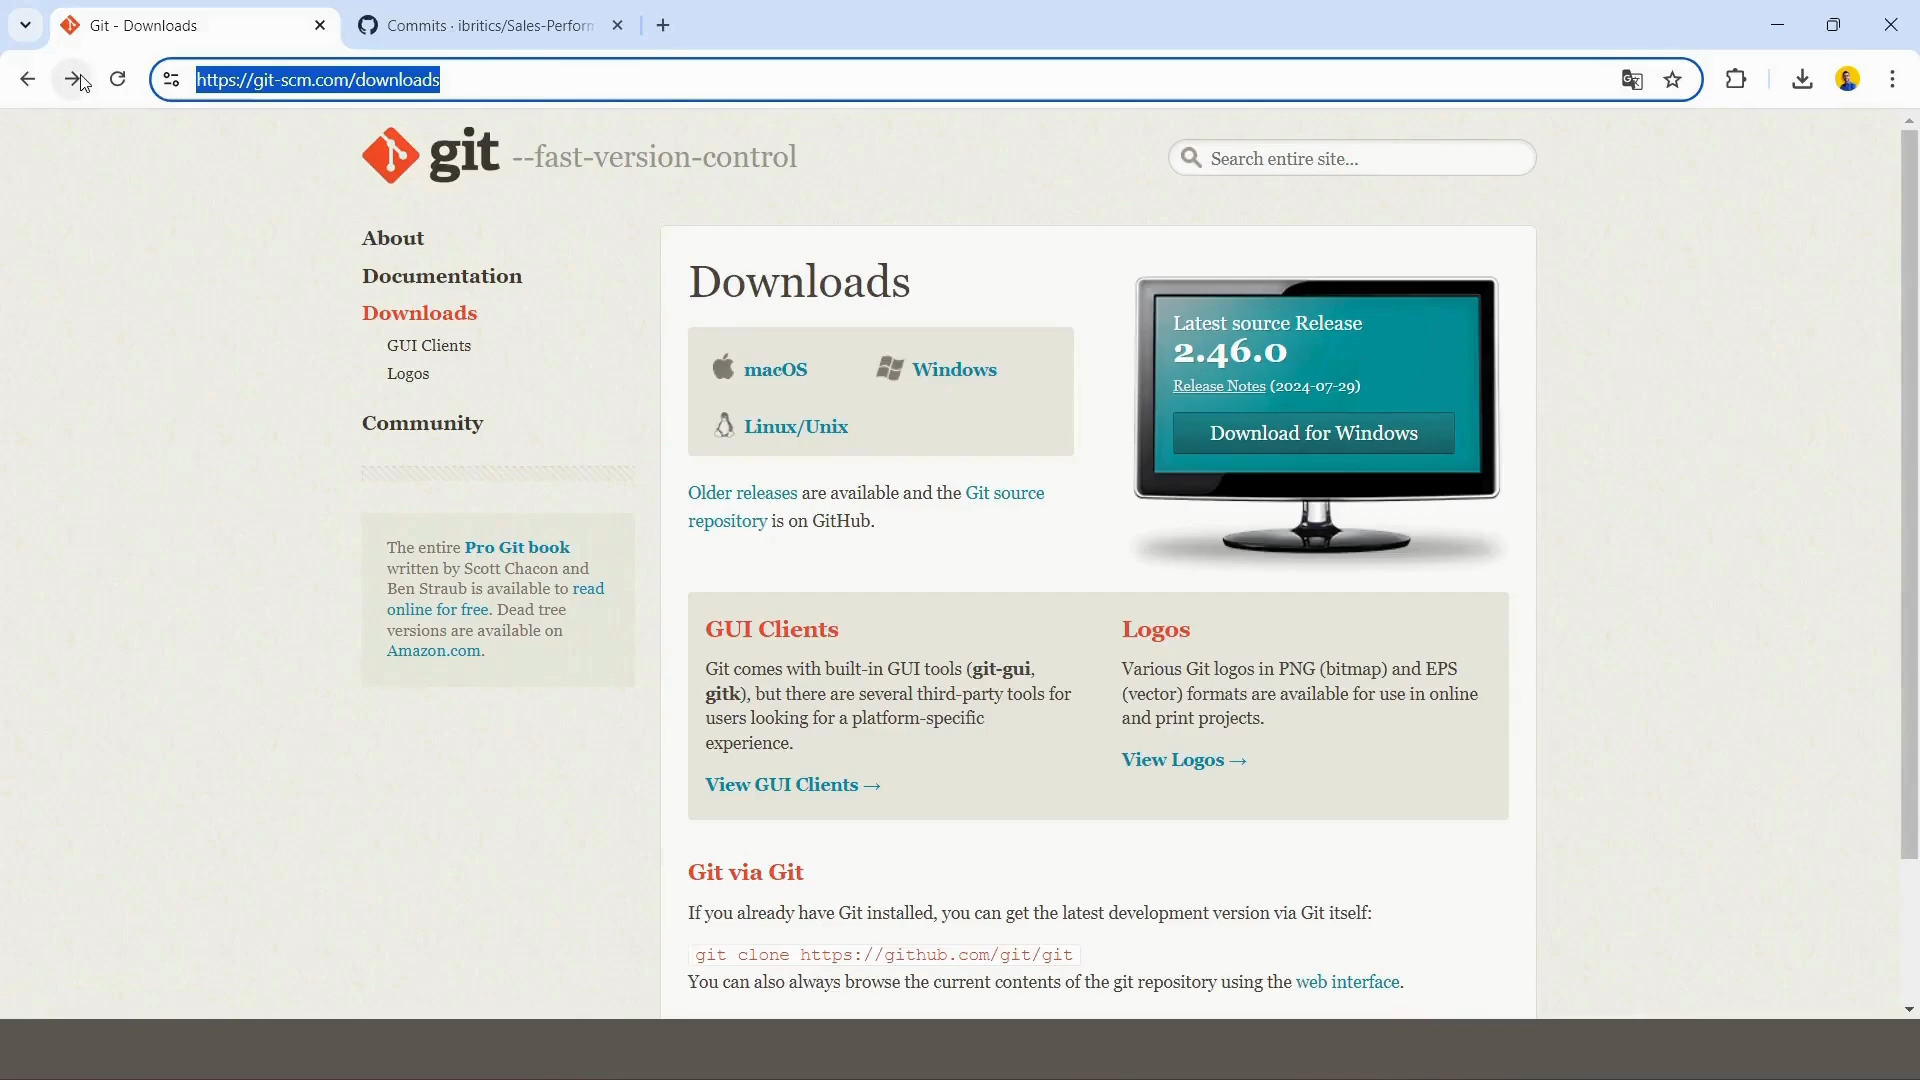 Git - Downloads
Commits · ibritics/Sales-Perform
https://git-scm.com/downloads
git --fast-version-control
Search entire site...
About
Documentation
Downloads
GUI Clients
Logos
Community
The entire Pro Git book
written by Scott Chacon and
Ben Straub is available to read
online for free. Dead tree
versions are available on
Amazon.com.
Downloads
macOS
Windows
Linux/Unix
Older releases are available and the Git source
repository is on GitHub.
Latest source Release
2.46.0
Release Notes (2024-07-29)
Download for Windows
GUI Clients
Git comes with built-in GUI tools (git-gui,
gitk), but there are several third-party tools for
users looking for a platform-specific
experience.
View GUI Clients →
Logos
Various Git logos in PNG (bitmap) and EPS
(vector) formats are available for use in online
and print projects.
View Logos →
Git via Git
If you already have Git installed, you can get the latest development version via Git itself:
git clone https://github.com/git/git
You can also always browse the current contents of the git repository using the web interface.